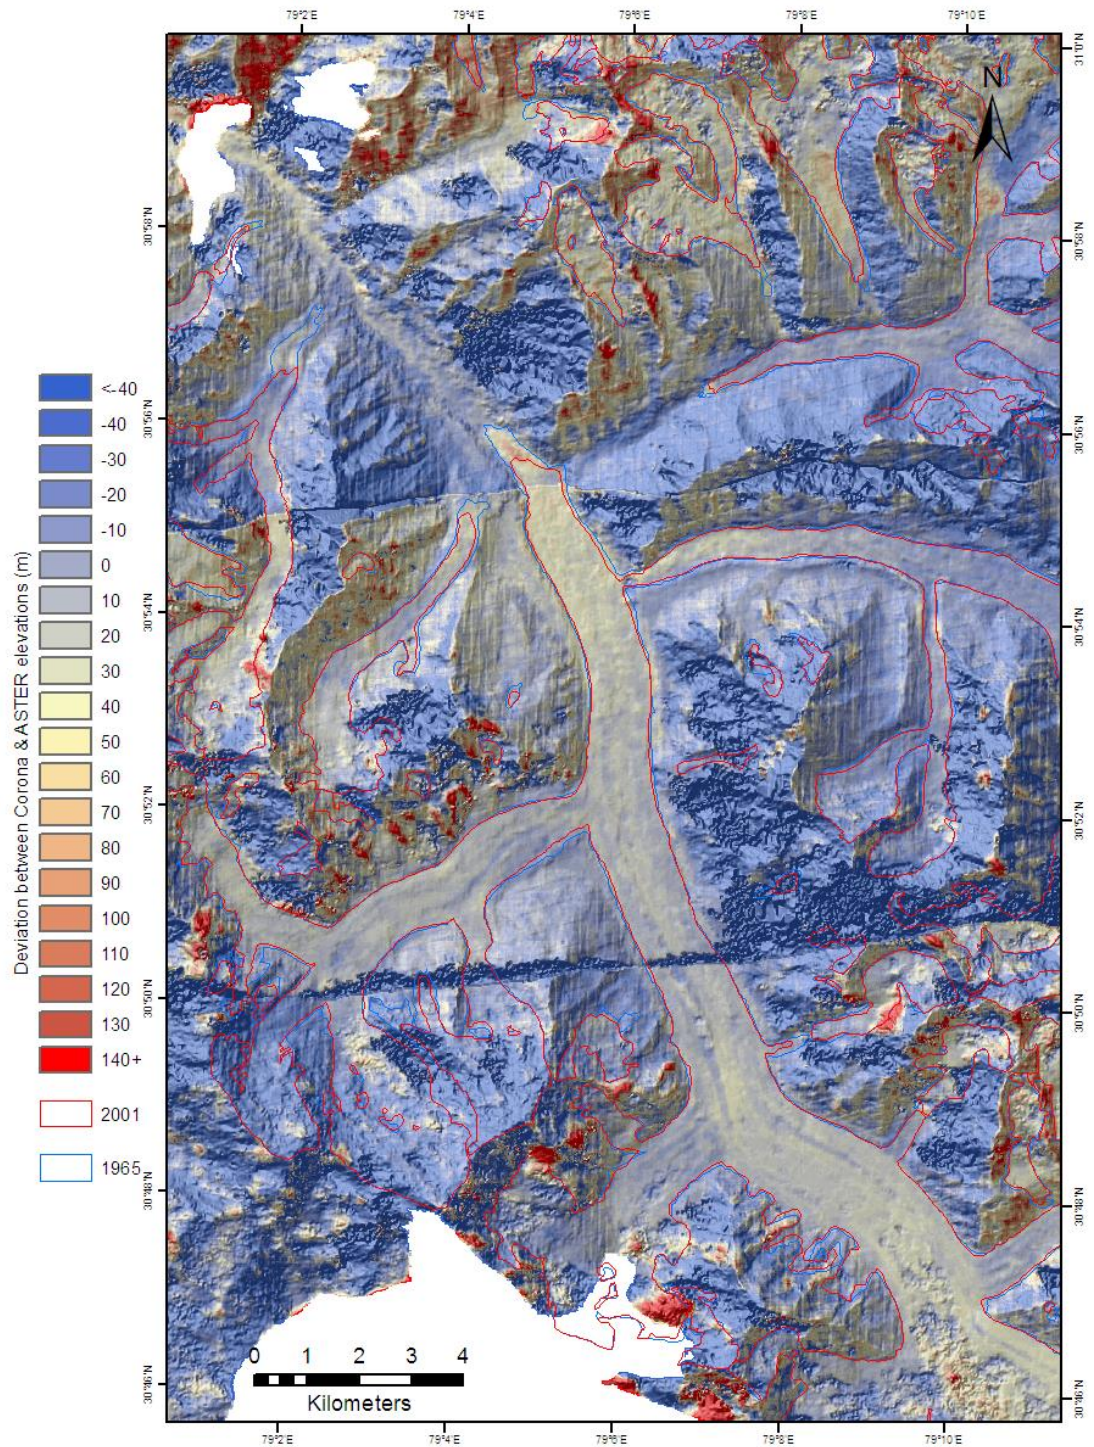 79°2'E 79°4'E 79°6'E 79°8'E 79°10'E
31°0'N
N
30°58'N
30°58'N
30°56'N
30°56'N
Deviation between Corona & ASTER elevations (m)
<-40
-40
-30
-20
-10
0
10
20
30
40
50
60
70
80
90
100
110
120
130
140+
2001
1965
30°54'N
30°54'N
30°52'N
30°52'N
30°50'N
30°50'N
30°48'N
30°48'N
30°46'N
30°46'N
0 1 2 3 4
Kilometers
79°2'E 79°4'E 79°6'E 79°8'E 79°10'E